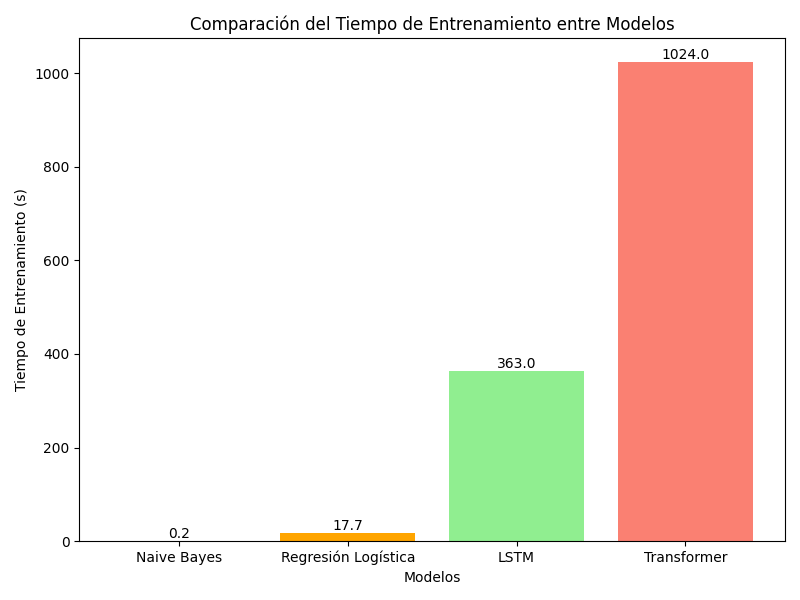 Comparación del Tiempo de Entrenamiento entre Modelos
Tiempo de Entrenamiento (s)
1000
800
600
400
200
0
0.2
17.7
363.0
1024.0
Naive Bayes
Regresión Logística
LSTM
Transformer
Modelos